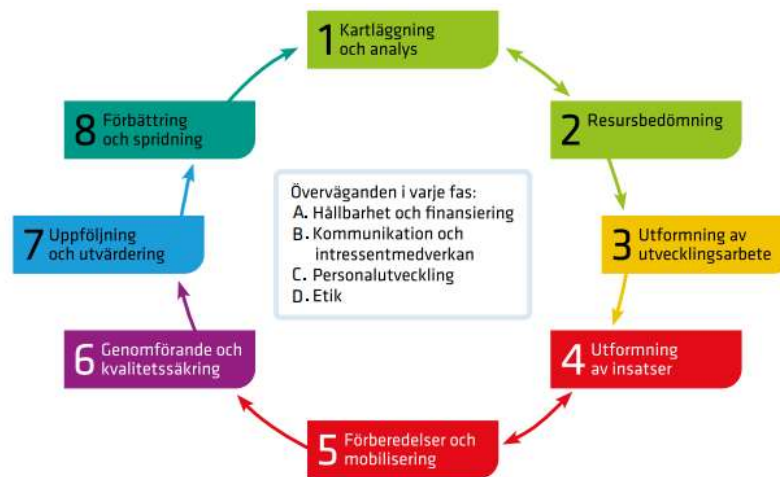 1 Kartläggning
och analys
2 Resursbedömning
3 Utformning av
utvecklingsarbete
4 Utformning
av insatser
5 Förberedelser och
mobilisering
6 Genomförande och
kvalitetssäkring
7 Uppföljning
och utvärdering
8 Förbättring
och spridning
Överväganden i varje fas:
A. Hållbarhet och finansiering
B. Kommunikation och
intressentmedverkan
C. Personalutveckling
D. Etik